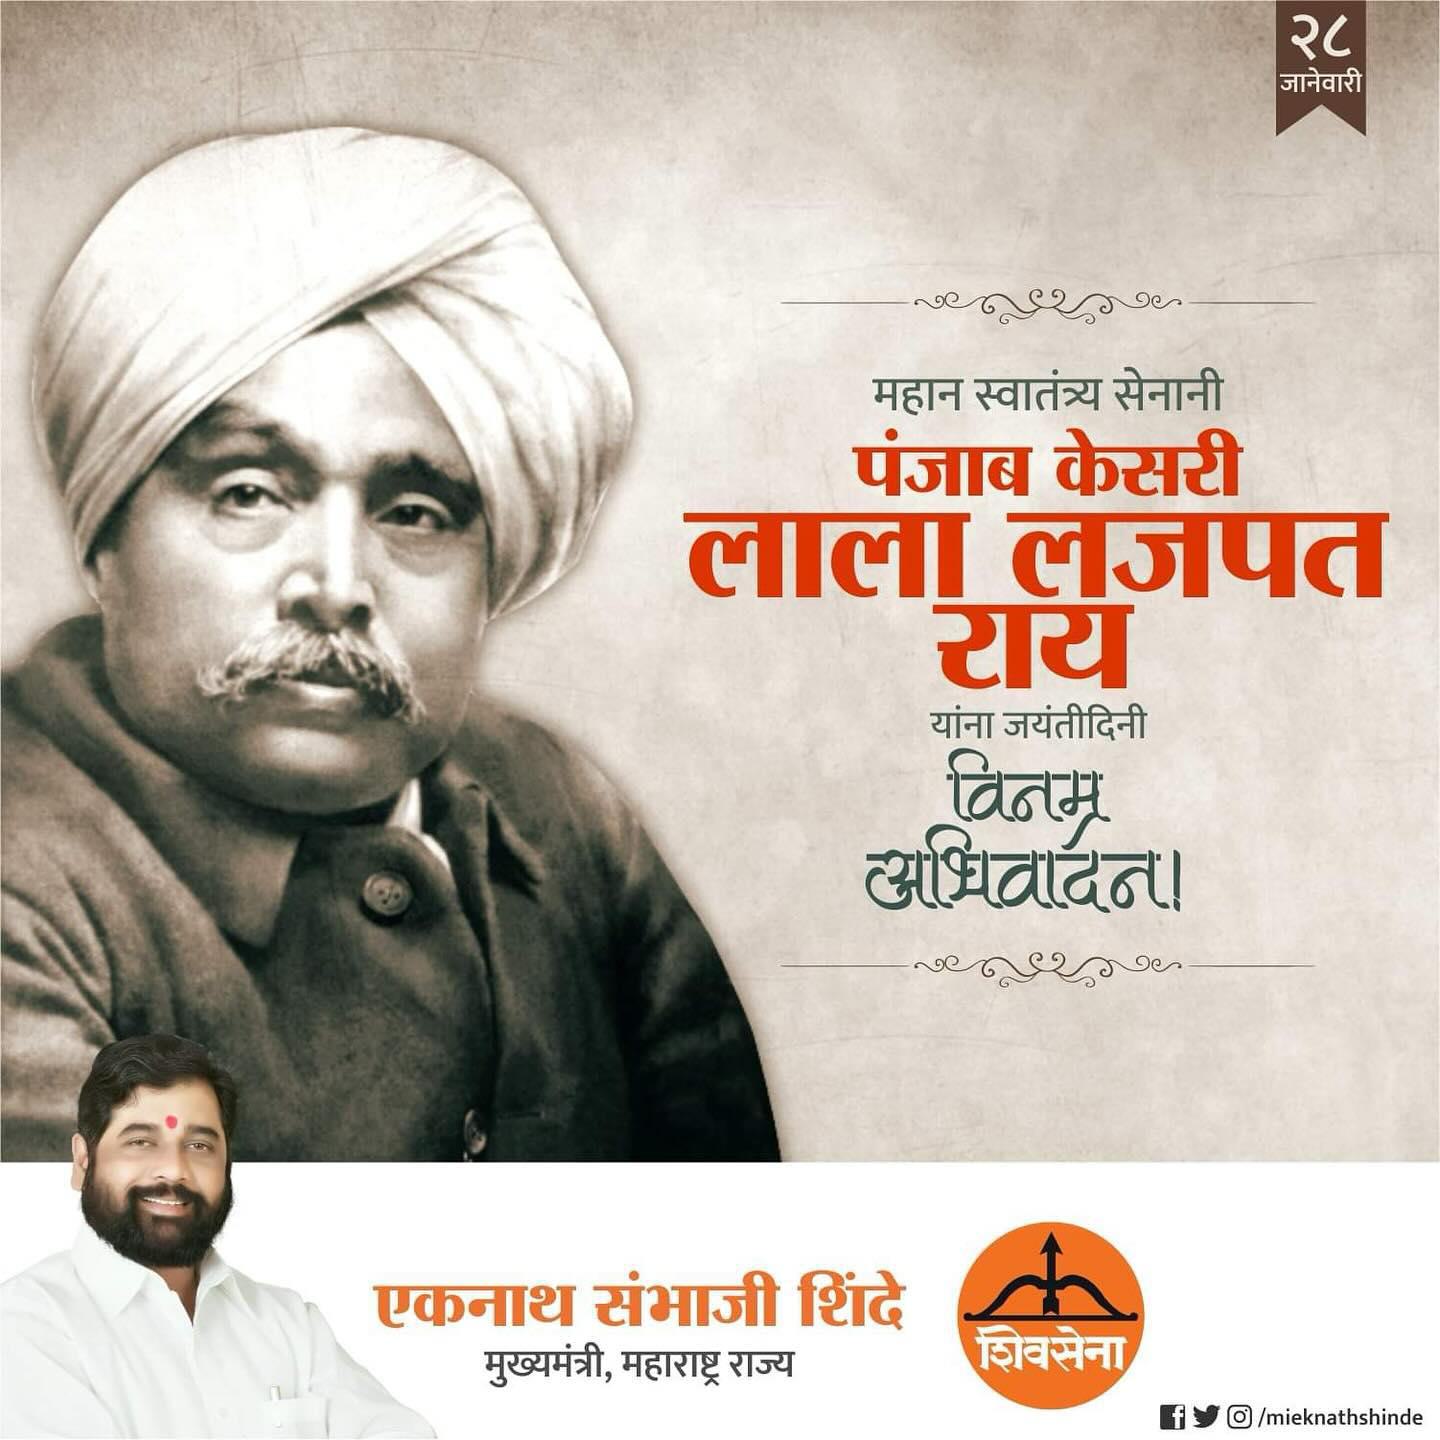 २८
जानेवारी
महान स्वातंत्र्य सेनानी
पंजाब केसरी
लाला लजपत
राय
यांना जयंतीदिनी
विनम्र
अभिवादन!
एकनाथ संभाजी शिंदे
मुख्यमंत्री, महाराष्ट्र राज्य
शिवसेना
/mieknathshinde